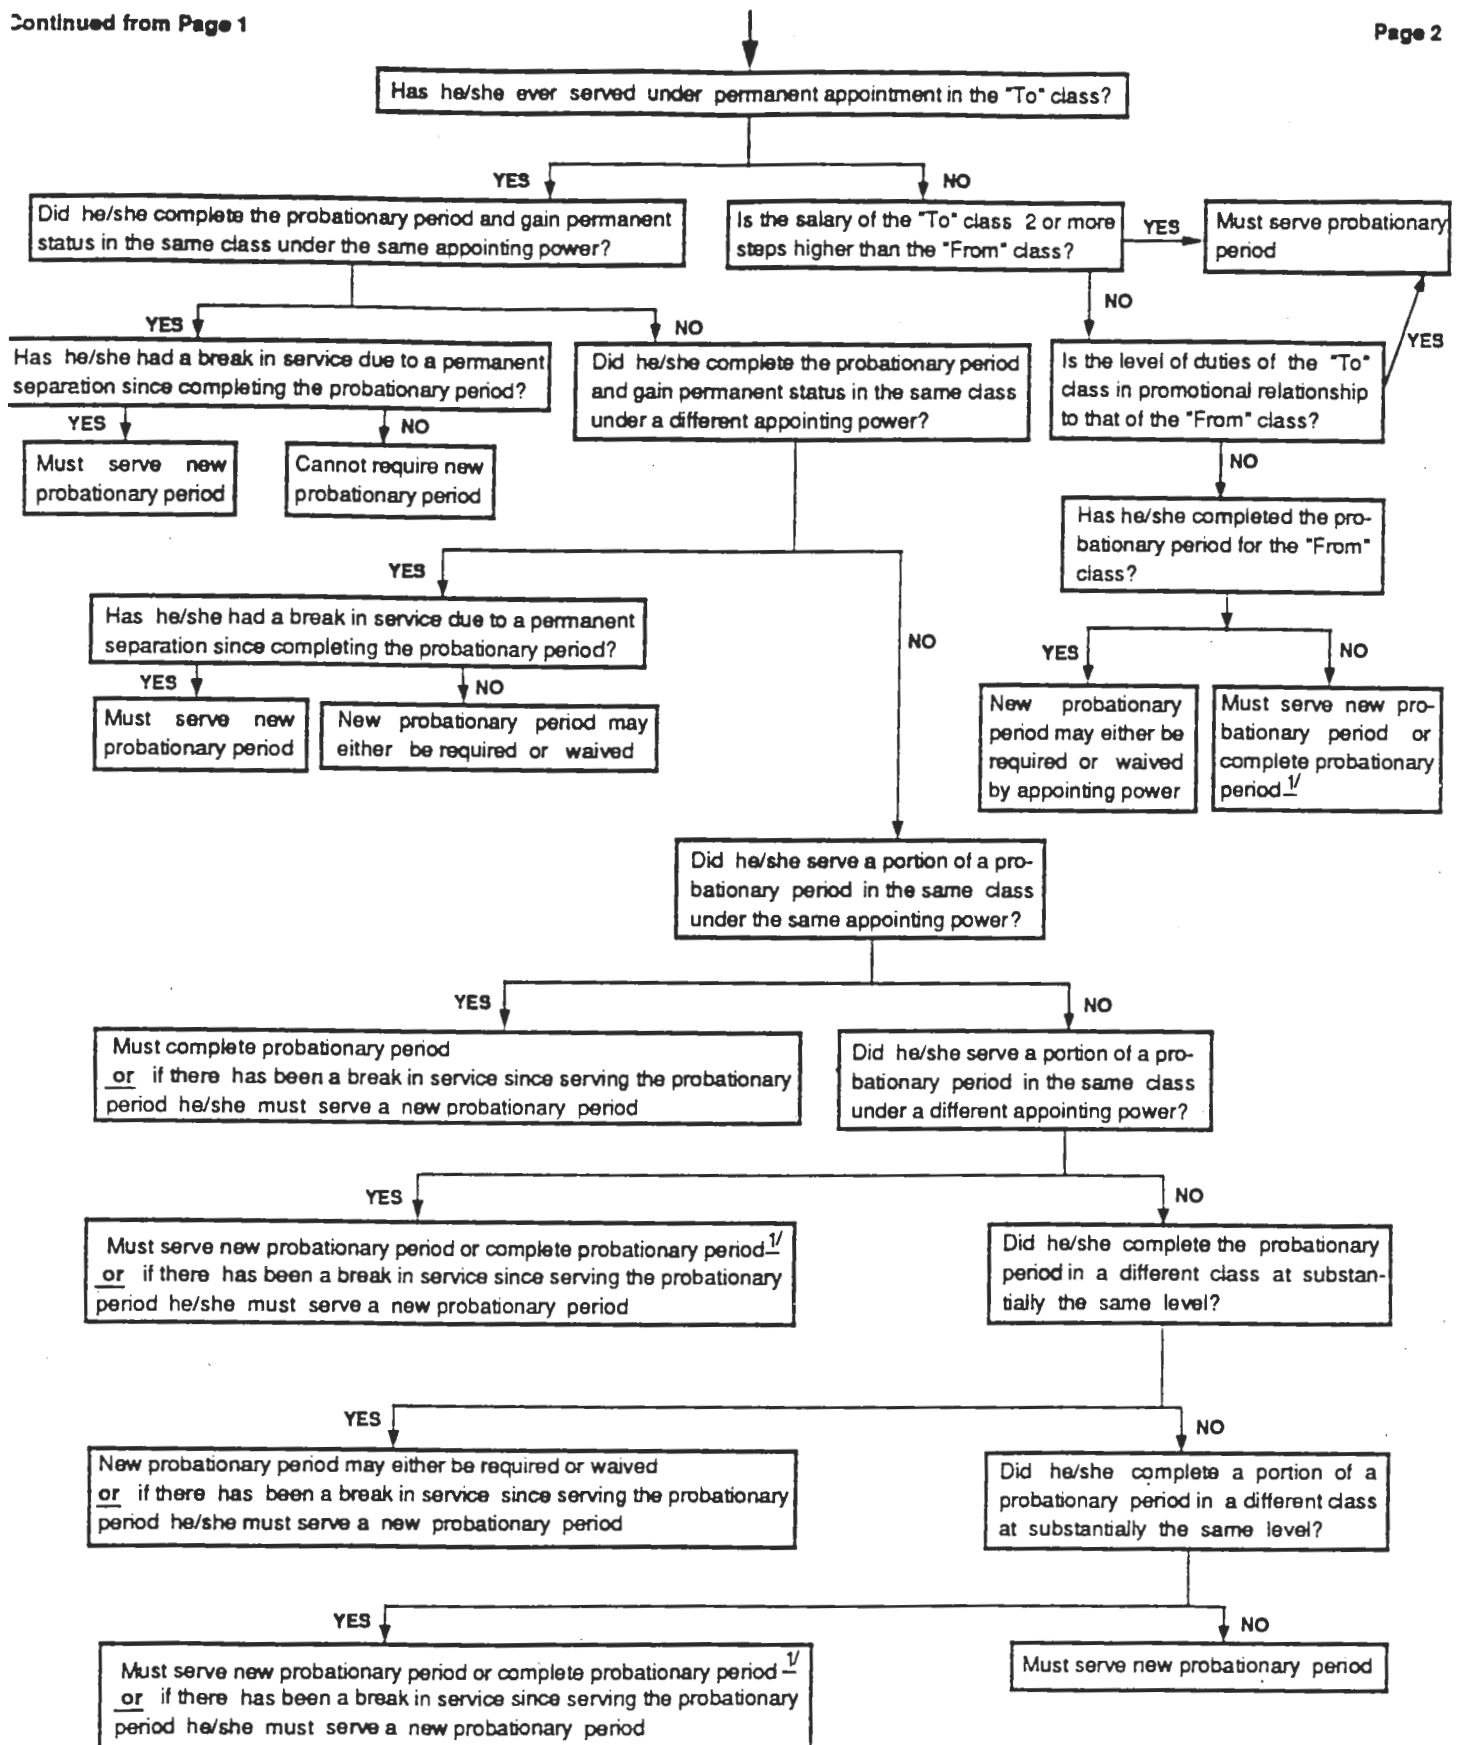 Continued from Page 1
Page 2
Has he/she ever served under permanent appointment in the "To" class?
YES
NO
Did he/she complete the probationary period and gain permanent
status in the same class under the same appointing power?
Is the salary of the "To" class 2 or more
steps higher than the "From" class?
YES
Must serve probationary
period
NO
YES
YES
NO
Has he/she had a break in service due to a permanent
separation since completing the probationary period?
Did he/she complete the probationary period
and gain permanent status in the same class
under a different appointing power?
Is the level of duties of the "To"
class in promotional relationship
to that of the "From" class?
YES
NO
Must serve new
probationary period
Cannot require new
probationary period
NO
Has he/she completed the pro-
bationary period for the "From"
class?
YES
NO
Has he/she had a break in service due to a permanent
separation since completing the probationary period?
YES
NO
YES
NO
Must serve new
probationary period
New probationary period may
either be required or waived
New probationary
period may either be
required or waived
by appointing power
Must serve new pro-
bationary period or
complete probationary
period 1/
Did he/she serve a portion of a pro-
bationary period in the same class
under the same appointing power?
YES
NO
Must complete probationary period
or if there has been a break in service since serving the probationary
period he/she must serve a new probationary period
Did he/she serve a portion of a pro-
bationary period in the same class
under a different appointing power?
YES
NO
Must serve new probationary period or complete probationary period 1/
or if there has been a break in service since serving the probationary
period he/she must serve a new probationary period
Did he/she complete the probationary
period in a different class at substan-
tially the same level?
YES
NO
New probationary period may either be required or waived
or if there has been a break in service since serving the probationary
period he/she must serve a new probationary period
Did he/she complete a portion of a
probationary period in a different class
at substantially the same level?
YES
NO
Must serve new probationary period or complete probationary period 1/
or if there has been a break in service since serving the probationary
period he/she must serve a new probationary period
Must serve new probationary period